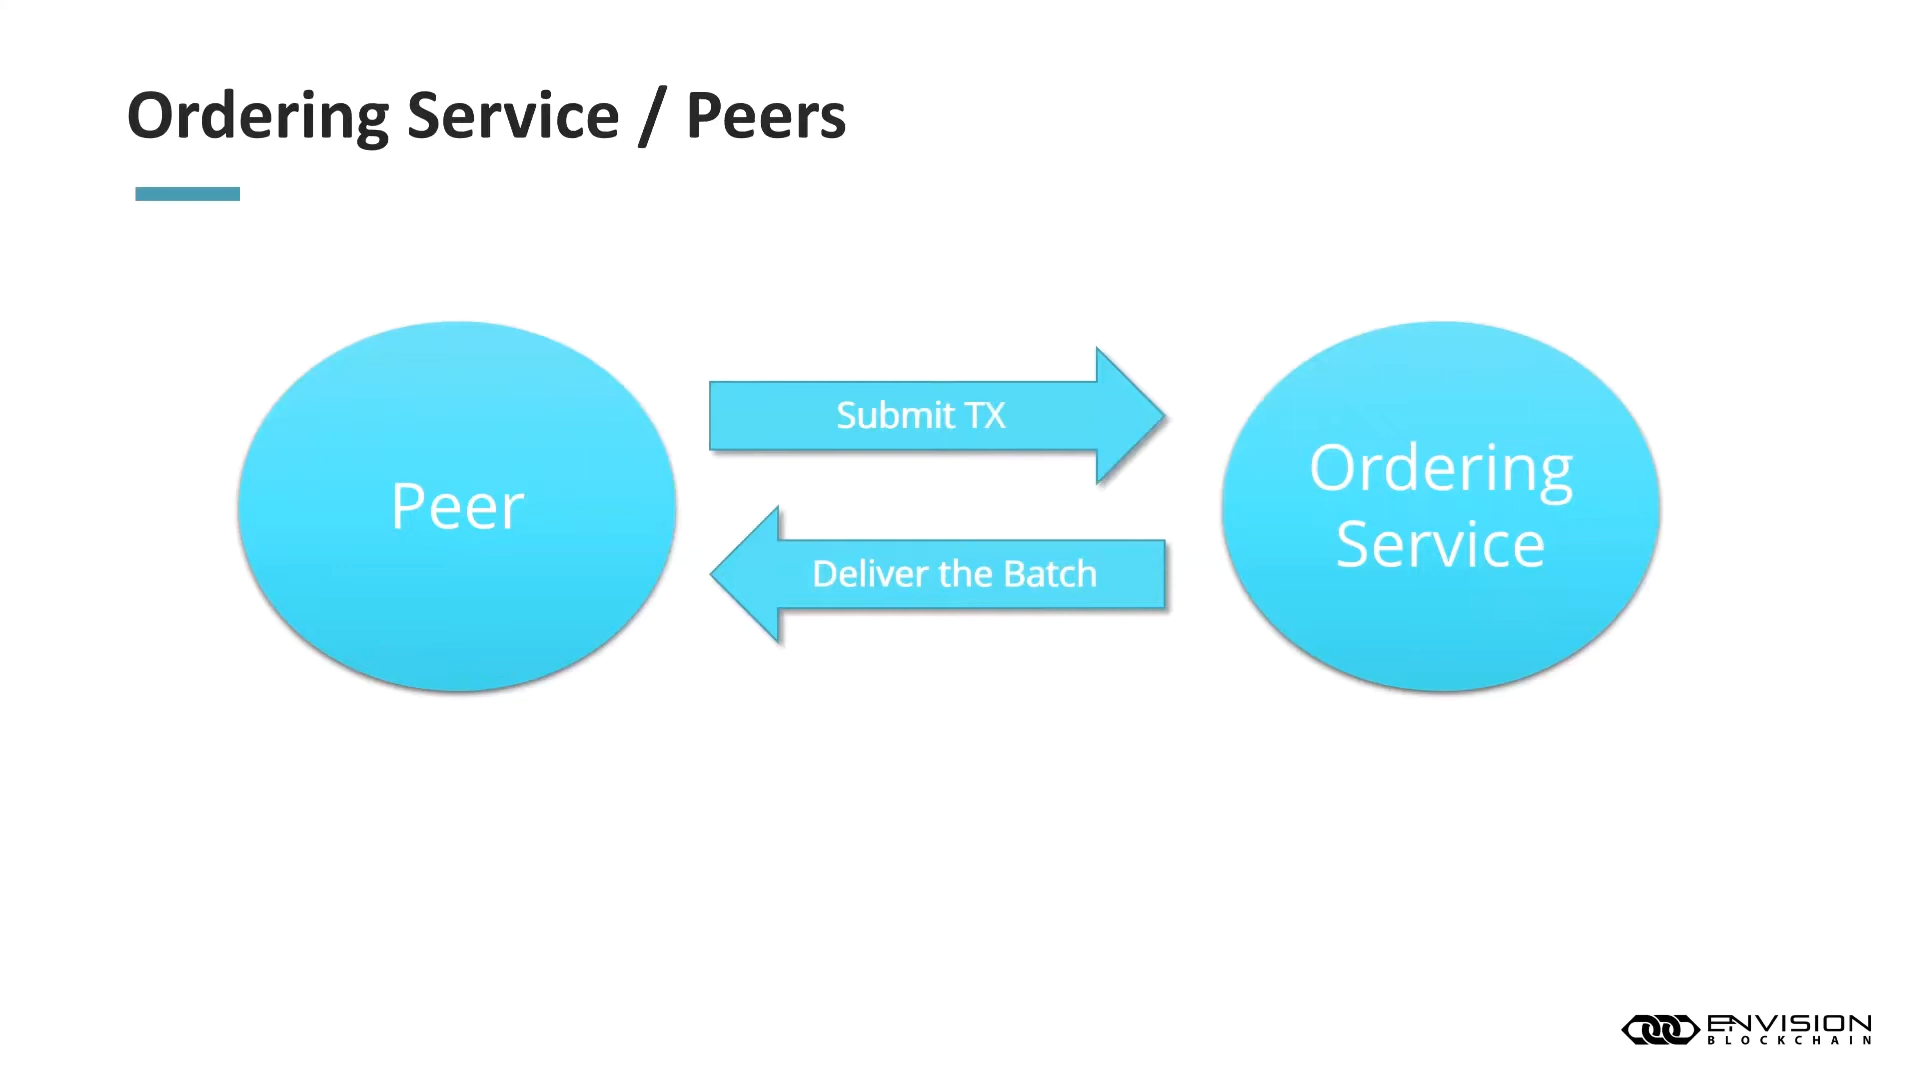 Ordering Service / Peers
Peer
Submit TX
Deliver the Batch
Ordering
Service
ENVISION
BLOCKCHAIN